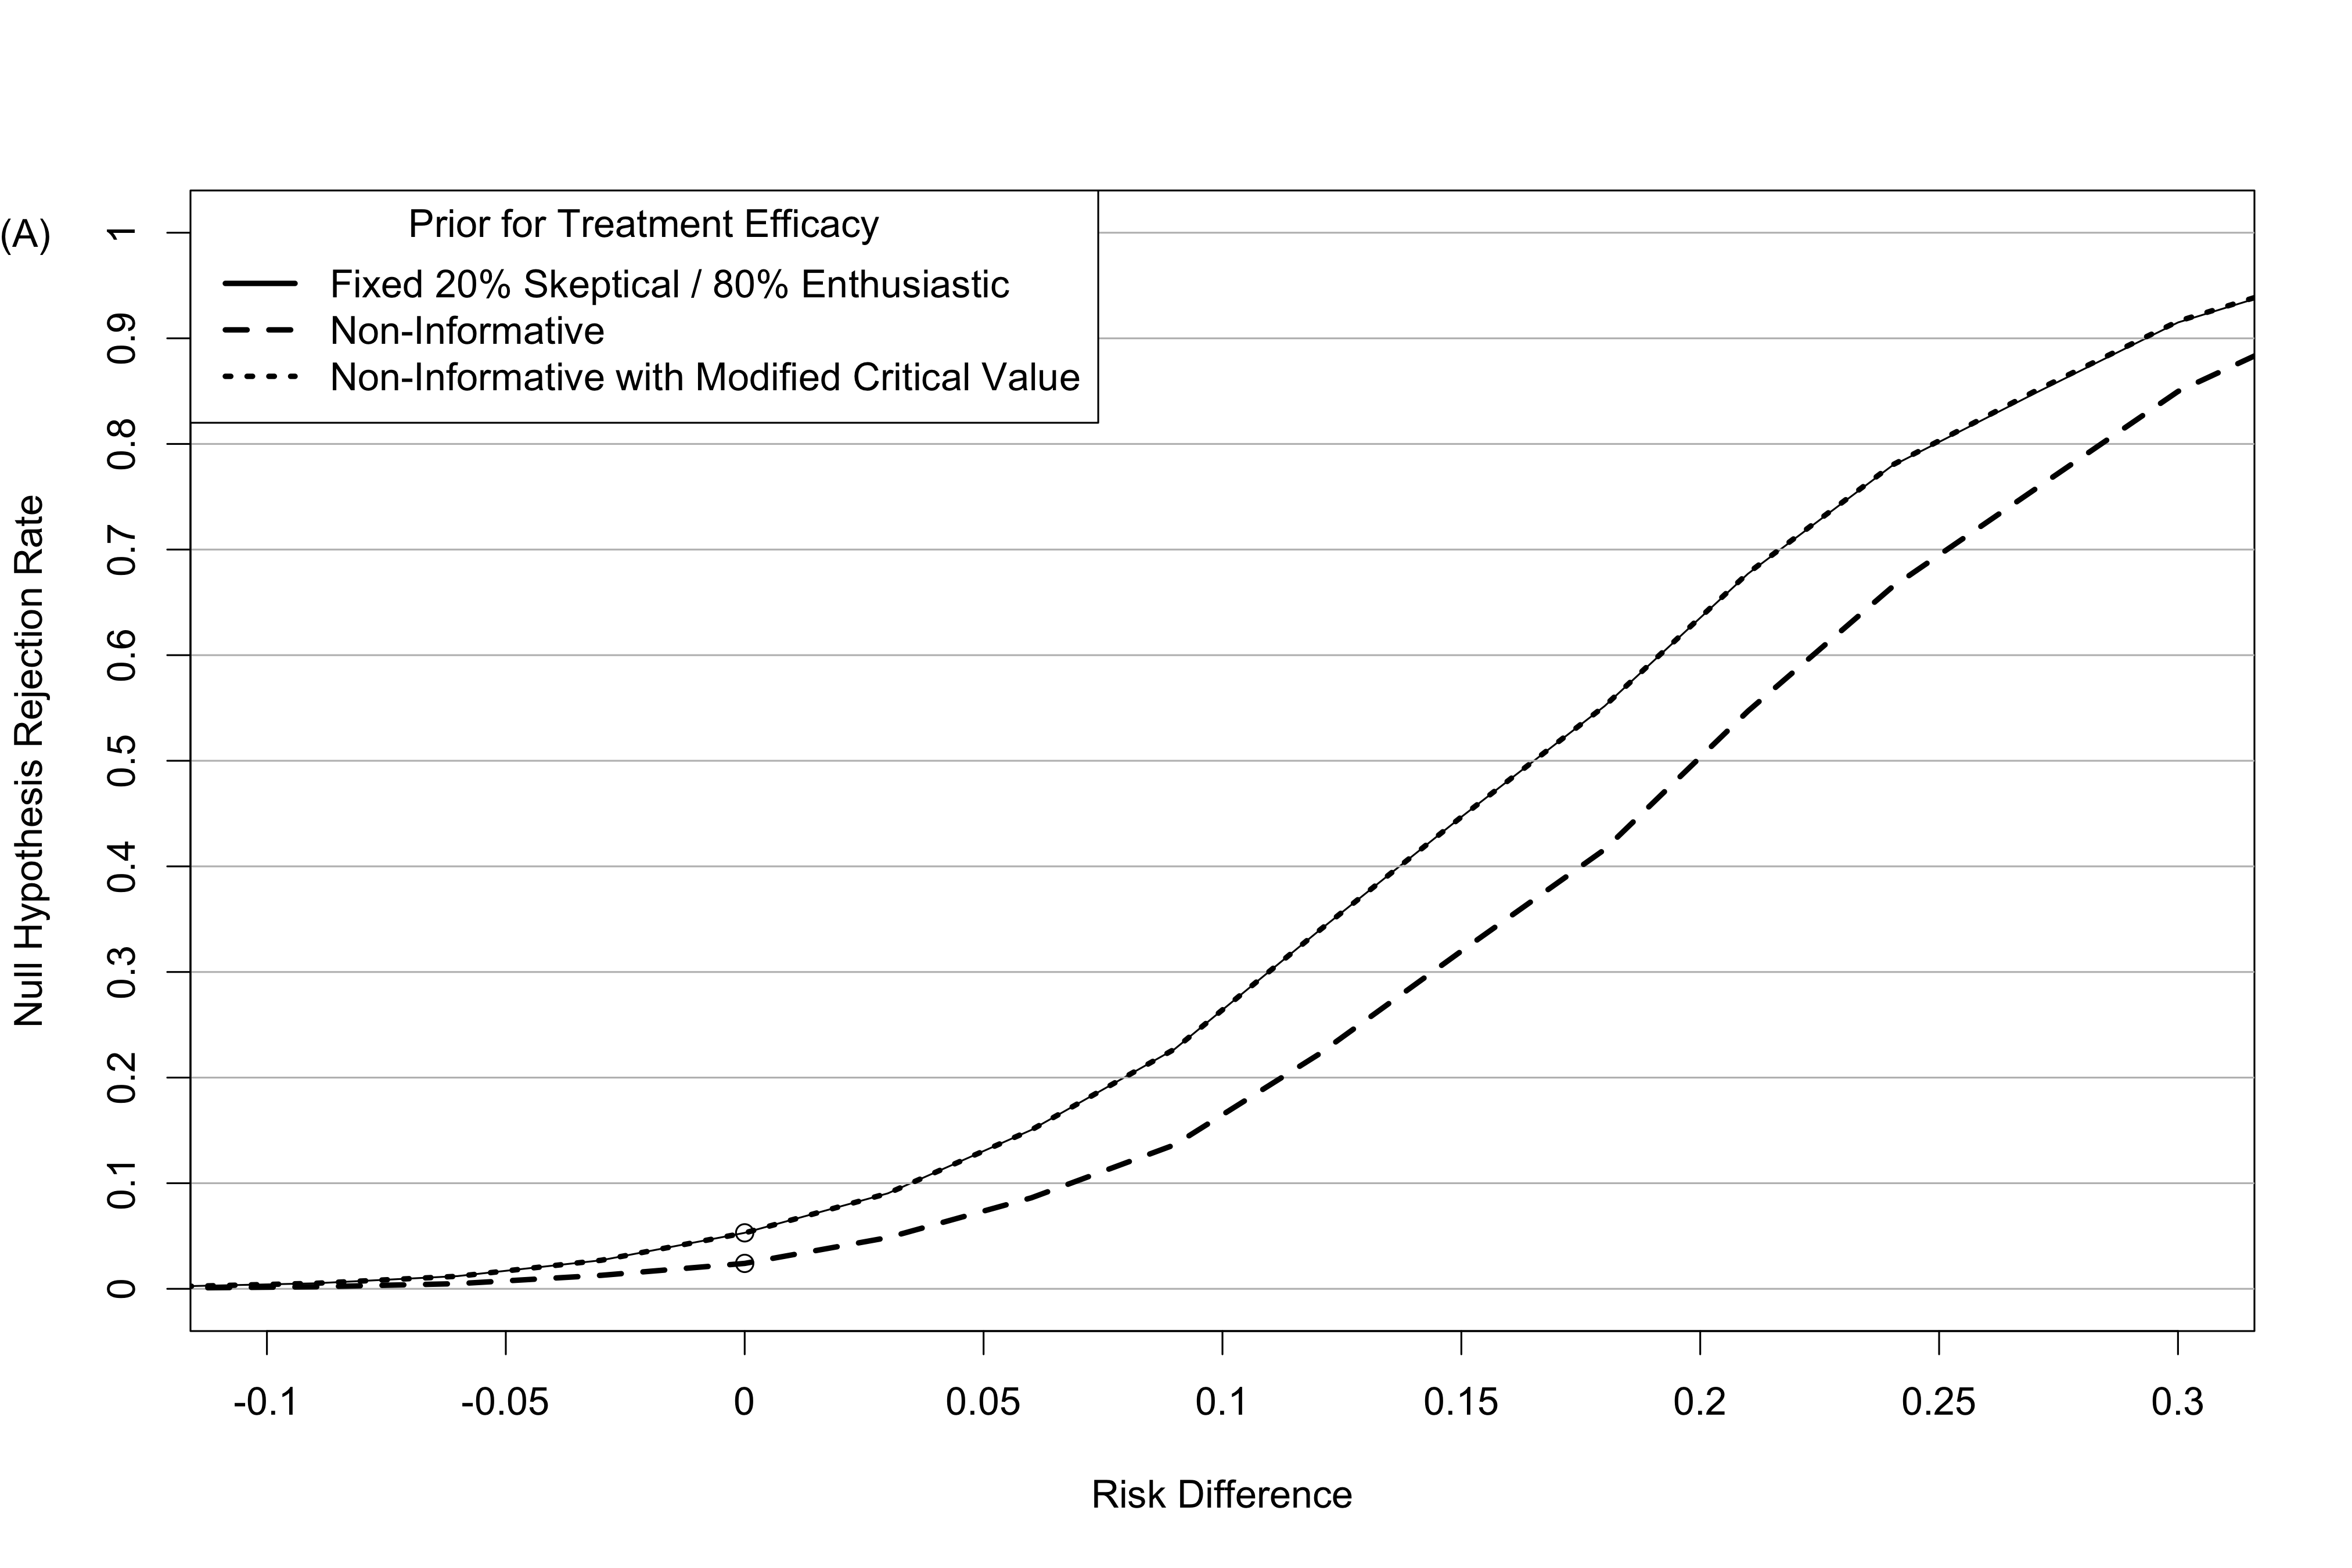 (A)
Prior for Treatment Efficacy
Fixed 20% Skeptical / 80% Enthusiastic
Non-Informative
Non-Informative with Modified Critical Value
Null Hypothesis Rejection Rate
1
0.9
0.8
0.7
0.6
0.5
0.4
0.3
0.2
0.1
0
-0.1 -0.05 0 0.05 0.1 0.15 0.2 0.25 0.3
Risk Difference